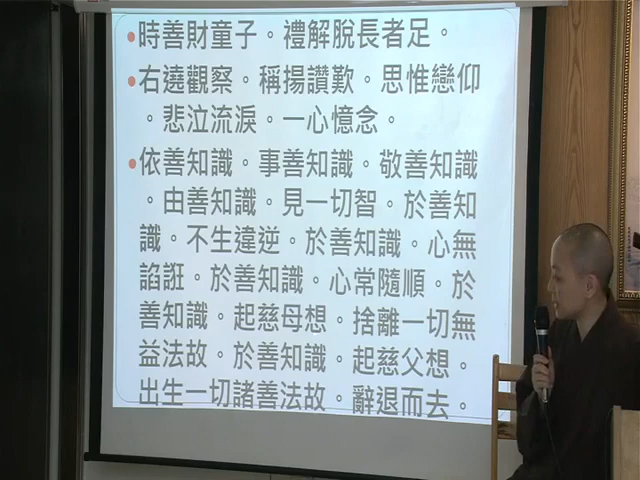 •時善財童子。禮解脫長者足。
•右遶觀察。稱揚讚歎。思惟戀仰
。悲泣流淚。一心憶念。
•依善知識。事善知識。敬善知識
。由善知識。見一切智。於善知
識。不生違逆。於善知識。心無
諂誑。於善知識。心常隨順。於
善知識。起慈母想。捨離一切無
益法故。於善知識。起慈父想。
出生一切諸善法故。辭退而去。